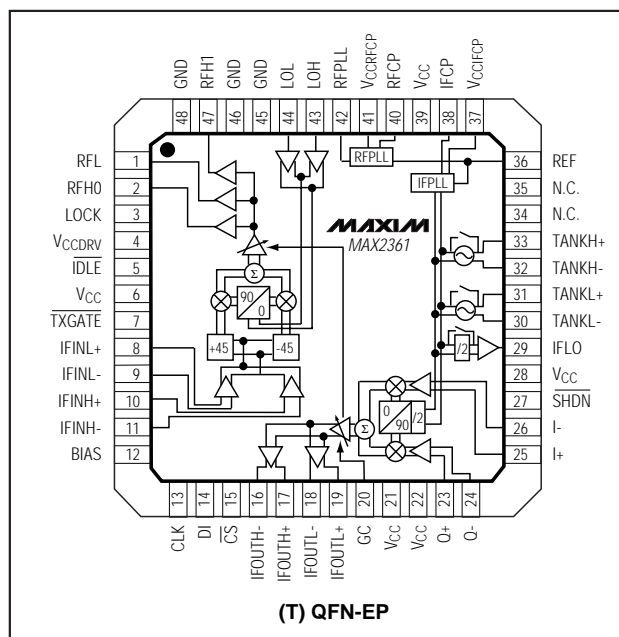 GND
RFH1
GND
GND
LOL
LOH
RFPLL
VCCRFCP
RFCP
VCC
IFCP
VCCIFCP
48
47
46
45
44
43
42
41
40
39
38
37
RFL 1
RFH0 2
LOCK 3
VCCDRV 4
IDLE 5
VCC 6
TXGATE 7
IFINL+ 8
IFINL- 9
IFINH+ 10
IFINH- 11
BIAS 12
RFPLL
IFPLL
MAXIM
MAX2361
Σ
90
0
+45
-45
/2
0
90
/2
Σ
36 REF
35 N.C.
34 N.C.
33 TANKH+
32 TANKH-
31 TANKL+
30 TANKL-
29 IFLO
28 VCC
27 SHDN
26 I-
25 I+
13
14
15
16
17
18
19
20
21
22
23
24
CLK
DI
CS
IFOUTH-
IFOUTH+
IFOUTL-
IFOUTL+
GC
VCC
VCC
Q+
Q-
(T) QFN-EP